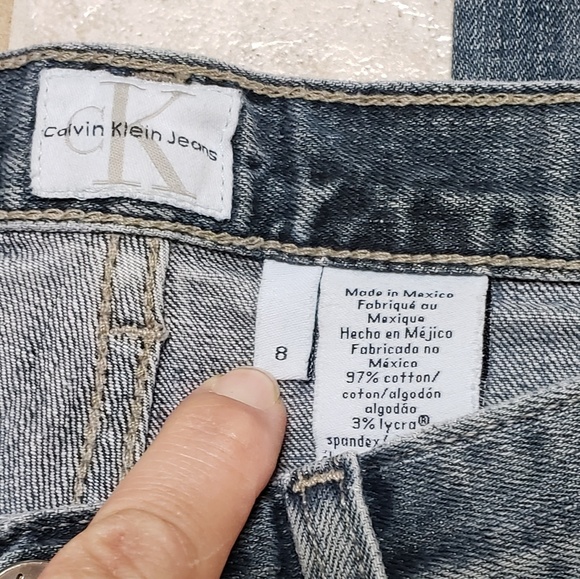 CK
Calvin Klein Jeans
8
Made in Mexico
Fabriqué au
Mexique
Hecho en Méjico
Fabricado no
México
97% cotton/
coton/algodón
algodão
3% lycra®
spandex/